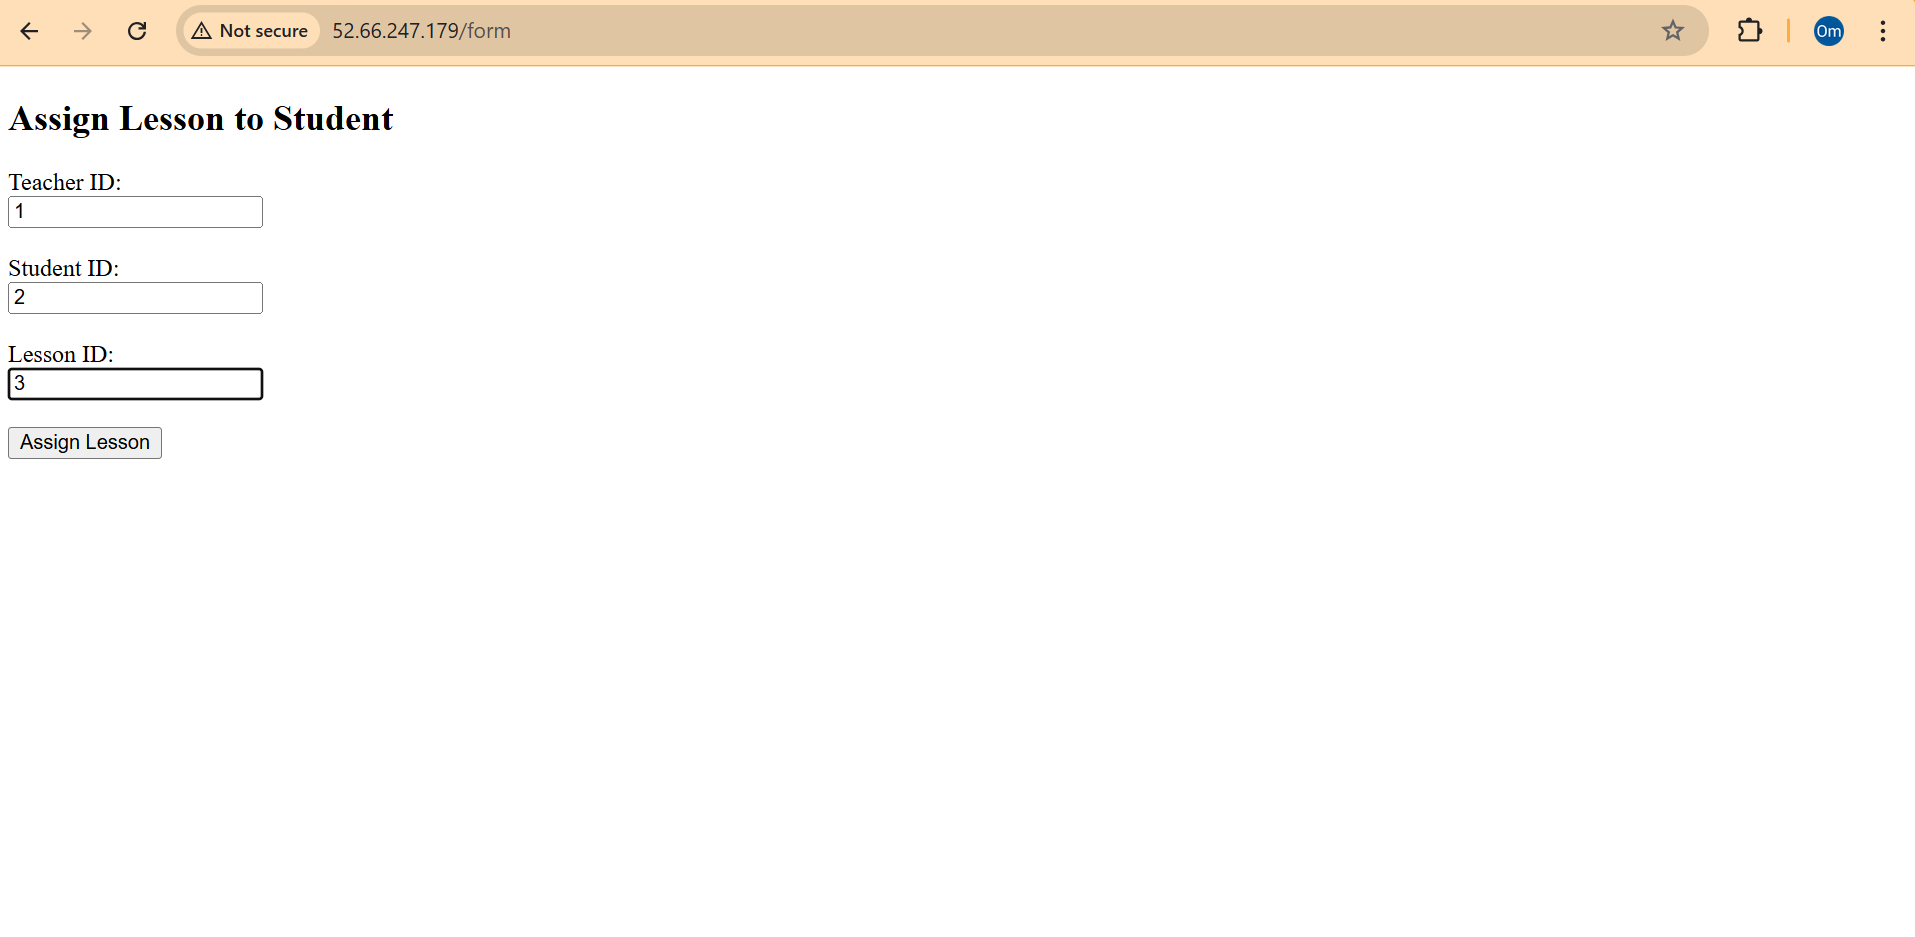 Not secure 52.66.247.179/form
Om
Assign Lesson to Student
Teacher ID:
1
Student ID:
2
Lesson ID:
3
Assign Lesson